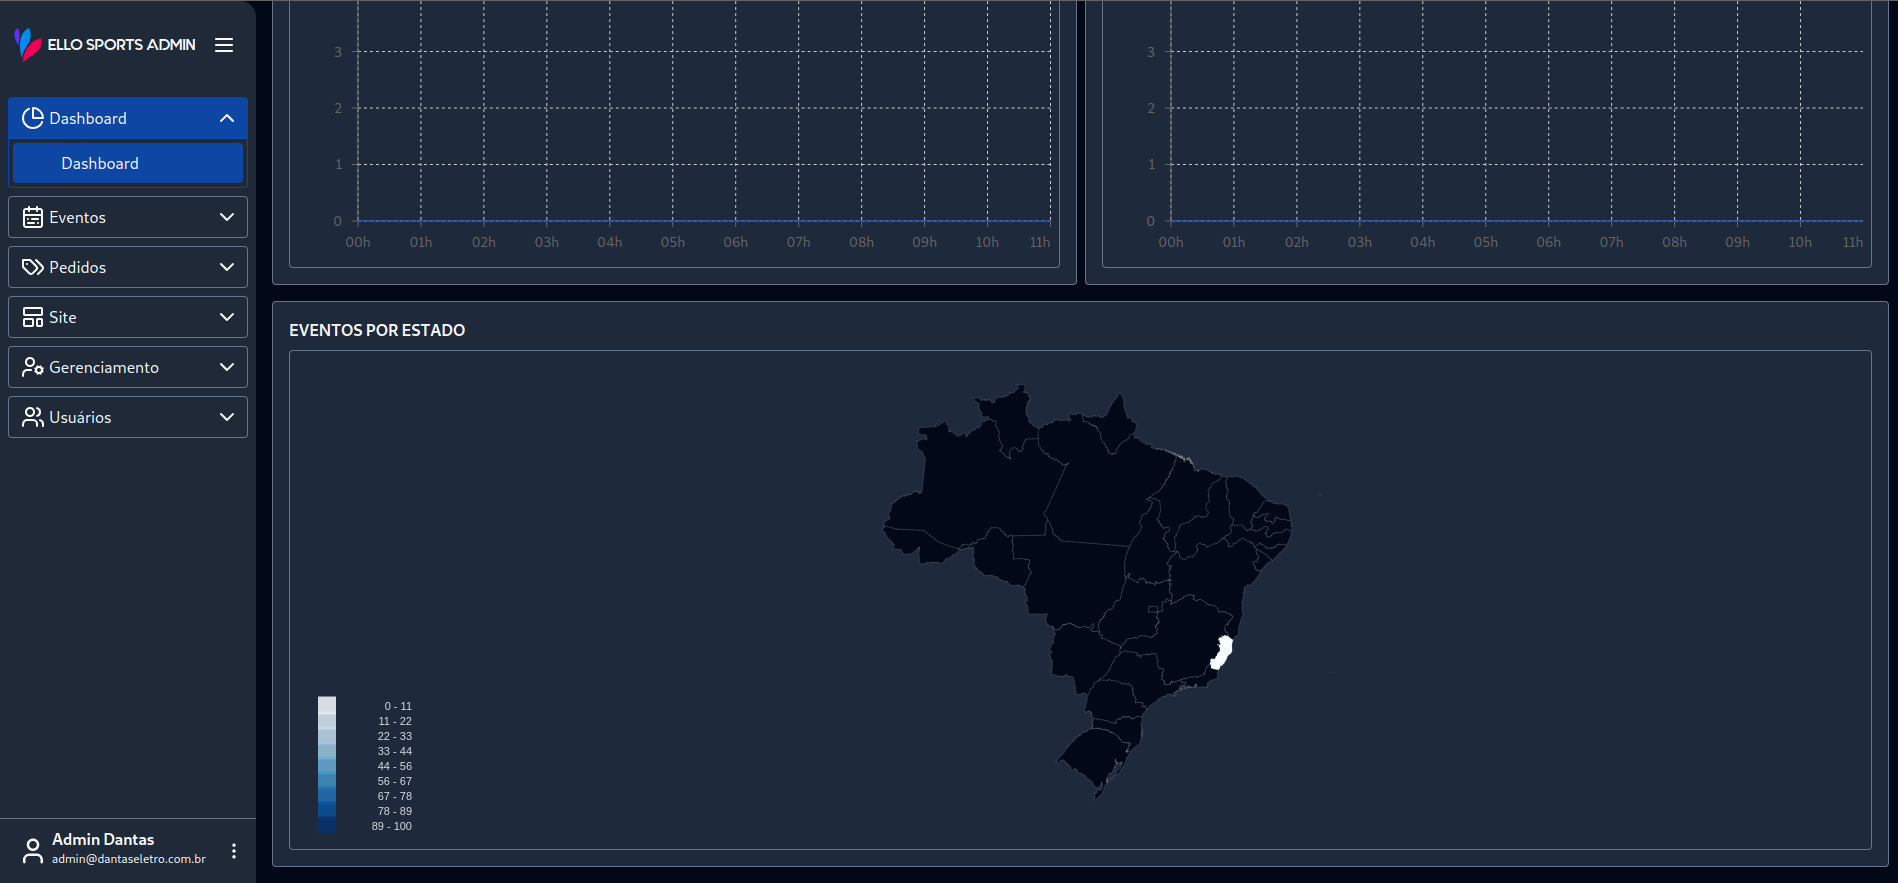 ELLO SPORTS ADMIN
Dashboard
Dashboard
Eventos
Pedidos
Site
Gerenciamento
Usuários
Admin Dantas
admin@dantaseletro.com.br
3
2
1
0
00h 01h 02h 03h 04h 05h 06h 07h 08h 09h 10h 11h
3
2
1
0
00h 01h 02h 03h 04h 05h 06h 07h 08h 09h 10h 11h
EVENTOS POR ESTADO
0 - 11
11 - 22
22 - 33
33 - 44
44 - 56
56 - 67
67 - 78
78 - 89
89 - 100